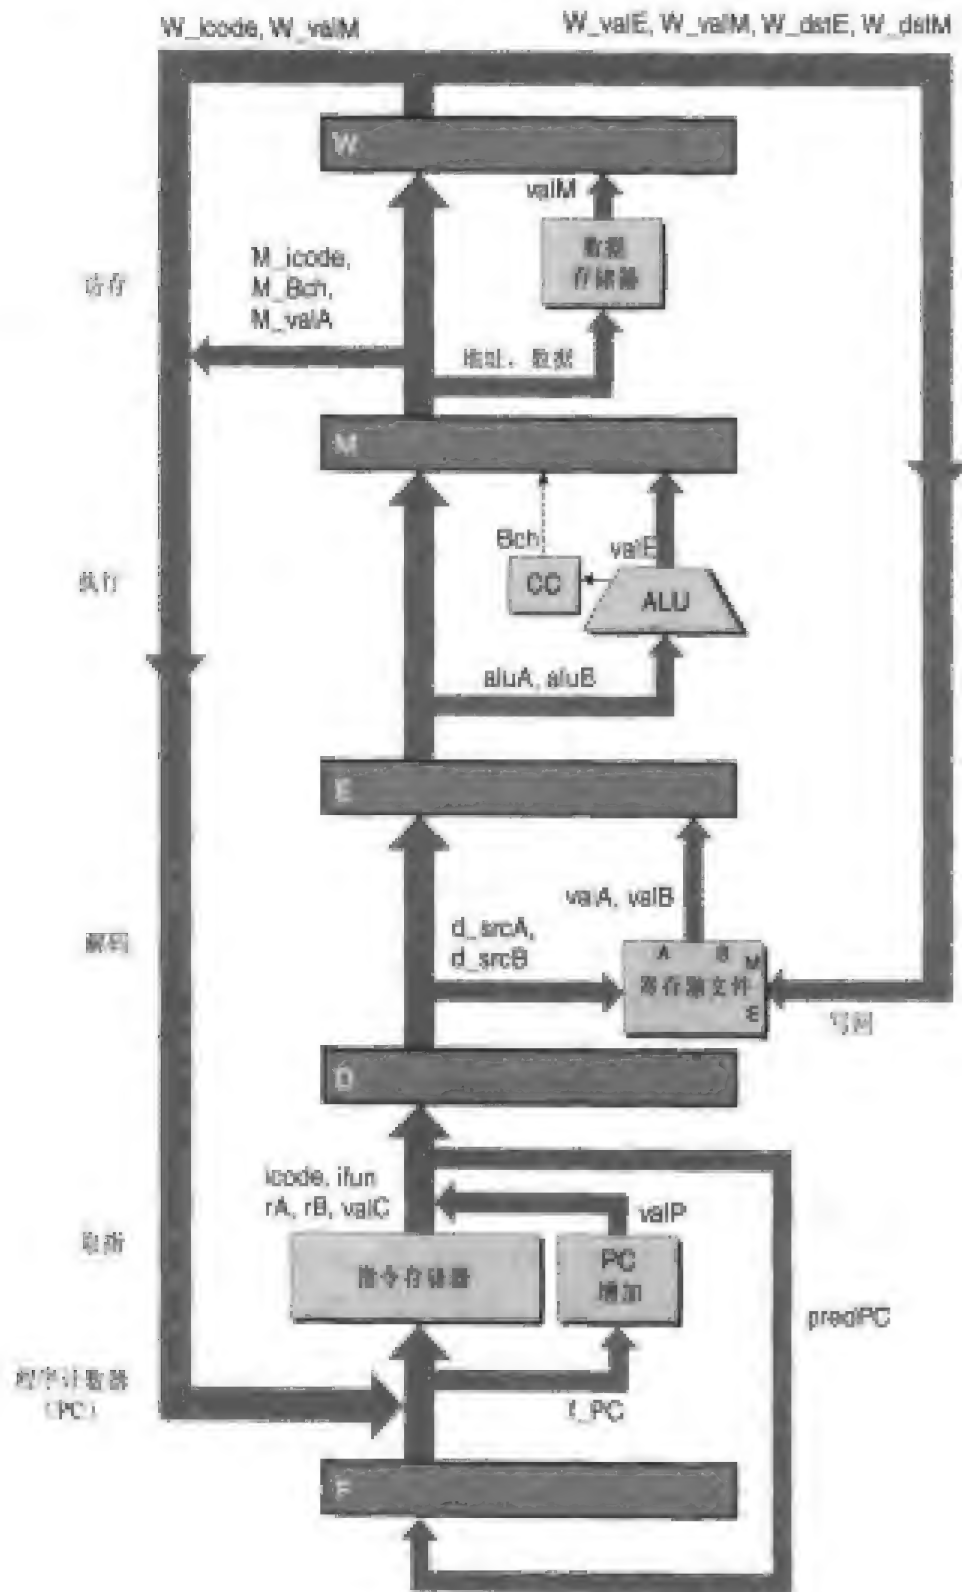 W_icode, W_valM
W_valE, W_valM, W_dstE, W_dstM
W
valM
数据
存储器
访存
M_icode,
M_Bch,
M_valA
地址，数据
M
Bch
valE
执行
CC
ALU
aluA, aluB
E
valA, valB
d_srcA,
d_srcB
解码
A B M
寄存器文件
E
写回
D
icode, ifun
rA, rB, valC
valP
取指
指令存储器
PC
增加
predPC
程序计数器
（PC）
f_PC
F